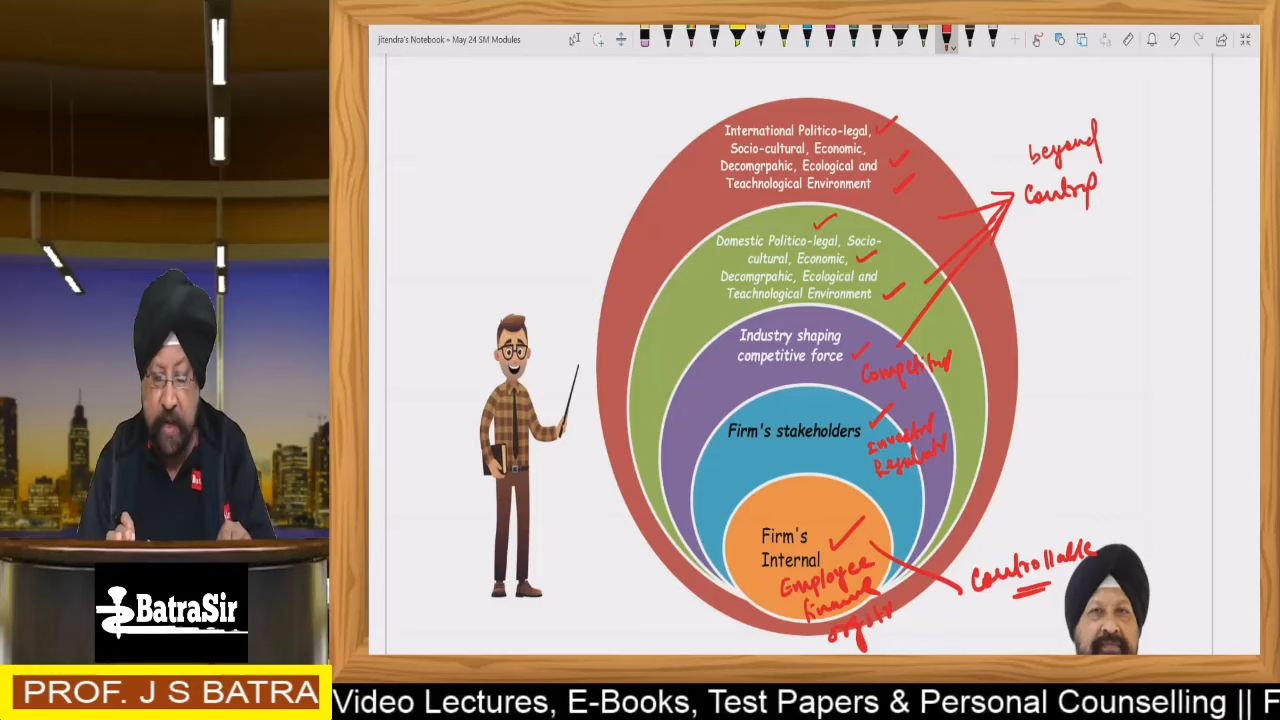 jitendra's Notebook » May 24 SM Modules
International Politico-legal,
Socio-cultural, Economic,
Decomgrpahic, Ecological and
Teachnological Environment
beyond
Control
Domestic Politico-legal, Socio-
cultural, Economic,
Decomgrpahic, Ecological and
Teachnological Environment
Industry shaping
competitive force
Competitor
Firm's stakeholders
Investor
Regulator
Firm's
Internal
Employee
finance
Controllable
BatraSir
PROF. J S BATRA
Video Lectures, E-Books, Test Papers & Personal Counselling || F